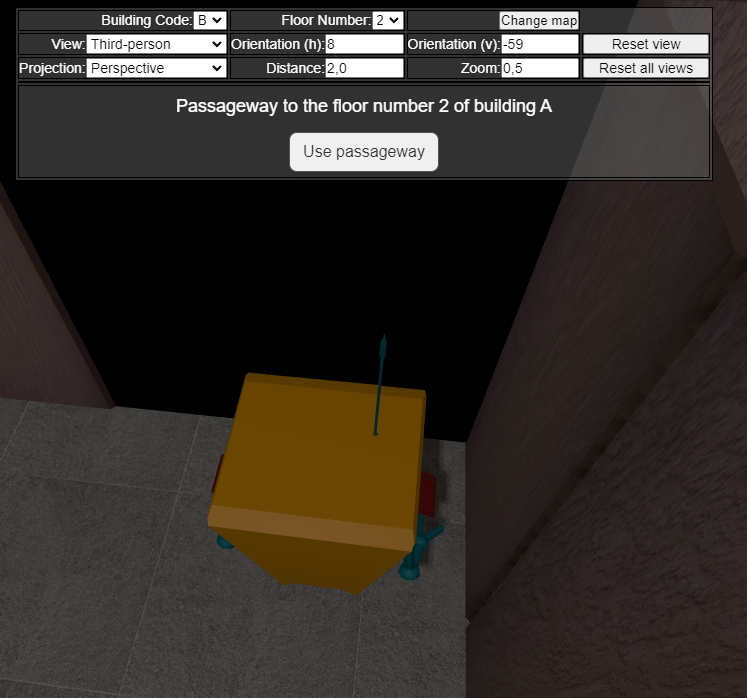 Building Code: B Floor Number: 2 Change map
View: Third-person Orientation (h): 8 Orientation (v): -59 Reset view
Projection: Perspective Distance: 2,0 Zoom: 0,5 Reset all views
Passageway to the floor number 2 of building A
Use passageway